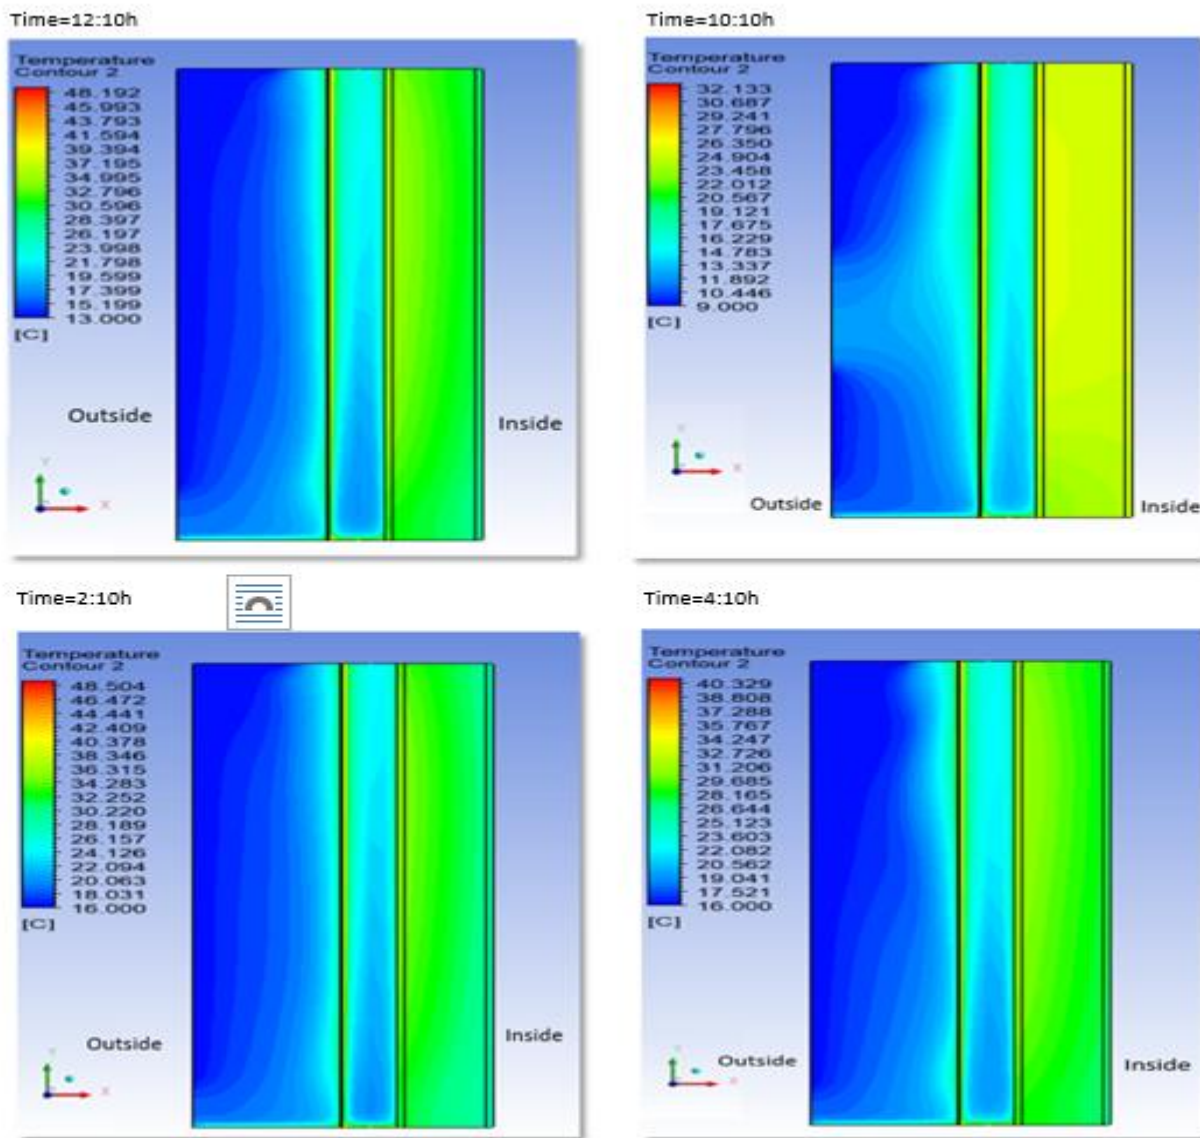 Time=12:10h
Temperature
Contour 2
48.192
45.993
43.793
41.594
39.394
37.195
34.995
32.796
30.596
28.397
26.197
23.998
21.798
19.599
17.399
15.199
13.000
[C]
Outside
Inside
Y
X
Time=10:10h
Temperature
Contour 2
32.133
30.687
29.241
27.796
26.350
24.904
23.458
22.012
20.567
19.121
17.675
16.229
14.783
13.337
11.892
10.446
9.000
[C]
Outside
Inside
X
Time=2:10h
Temperature
Contour 2
48.504
46.472
44.441
42.409
40.378
38.346
36.315
34.283
32.252
30.220
28.189
26.157
24.126
22.094
20.063
18.031
16.000
[C]
Outside
Inside
X
Time=4:10h
Temperature
Contour 2
40.329
38.808
37.288
35.767
34.247
32.726
31.206
29.685
28.165
26.644
25.123
23.603
22.082
20.562
19.041
17.521
16.000
[C]
Outside
Inside
X